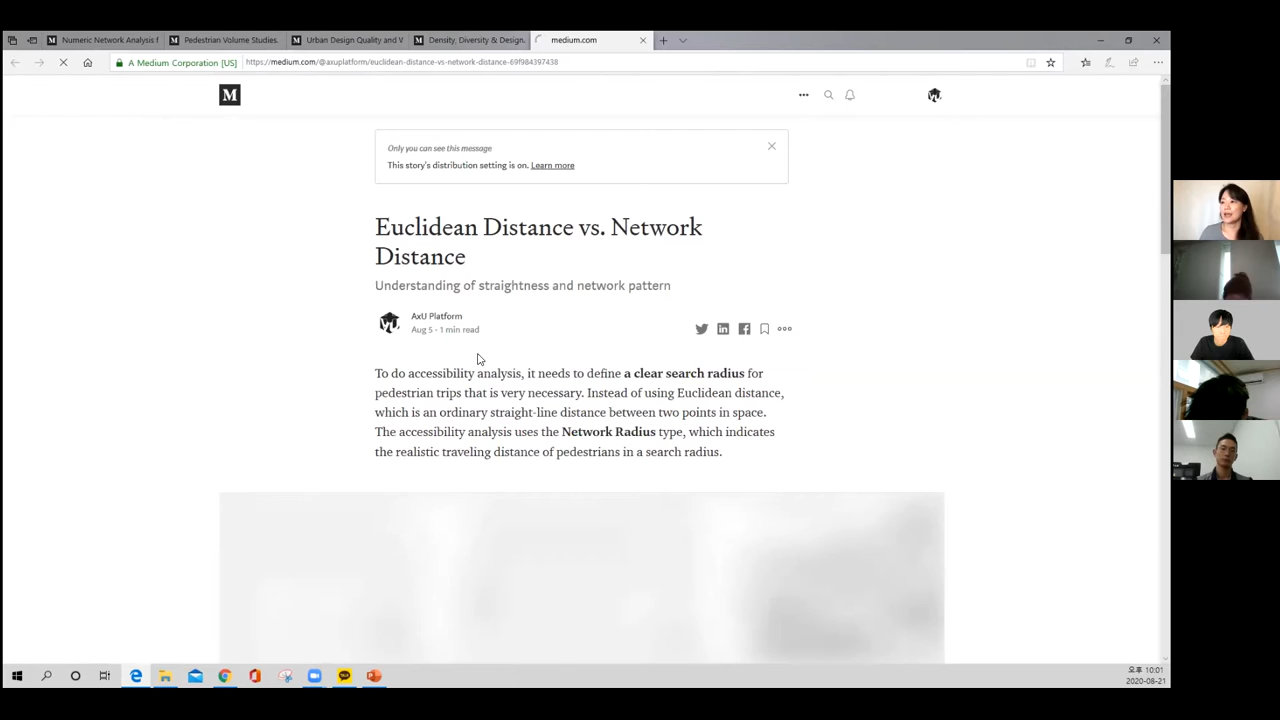 Numeric Network Analysis f
Pedestrian Volume Studies.
Urban Design Quality and V
Density, Diversity & Design.
medium.com
A Medium Corporation [US]
https://medium.com/@axuplatform/euclidean-distance-vs-network-distance-69f984397438
M
Only you can see this message
This story's distribution setting is on. Learn more
Euclidean Distance vs. Network
Distance
Understanding of straightness and network pattern
AxU Platform
Aug 5 · 1 min read
To do accessibility analysis, it needs to define a clear search radius for
pedestrian trips that is very necessary. Instead of using Euclidean distance,
which is an ordinary straight-line distance between two points in space.
The accessibility analysis uses the Network Radius type, which indicates
the realistic traveling distance of pedestrians in a search radius.
오후 10:01
2020-08-21